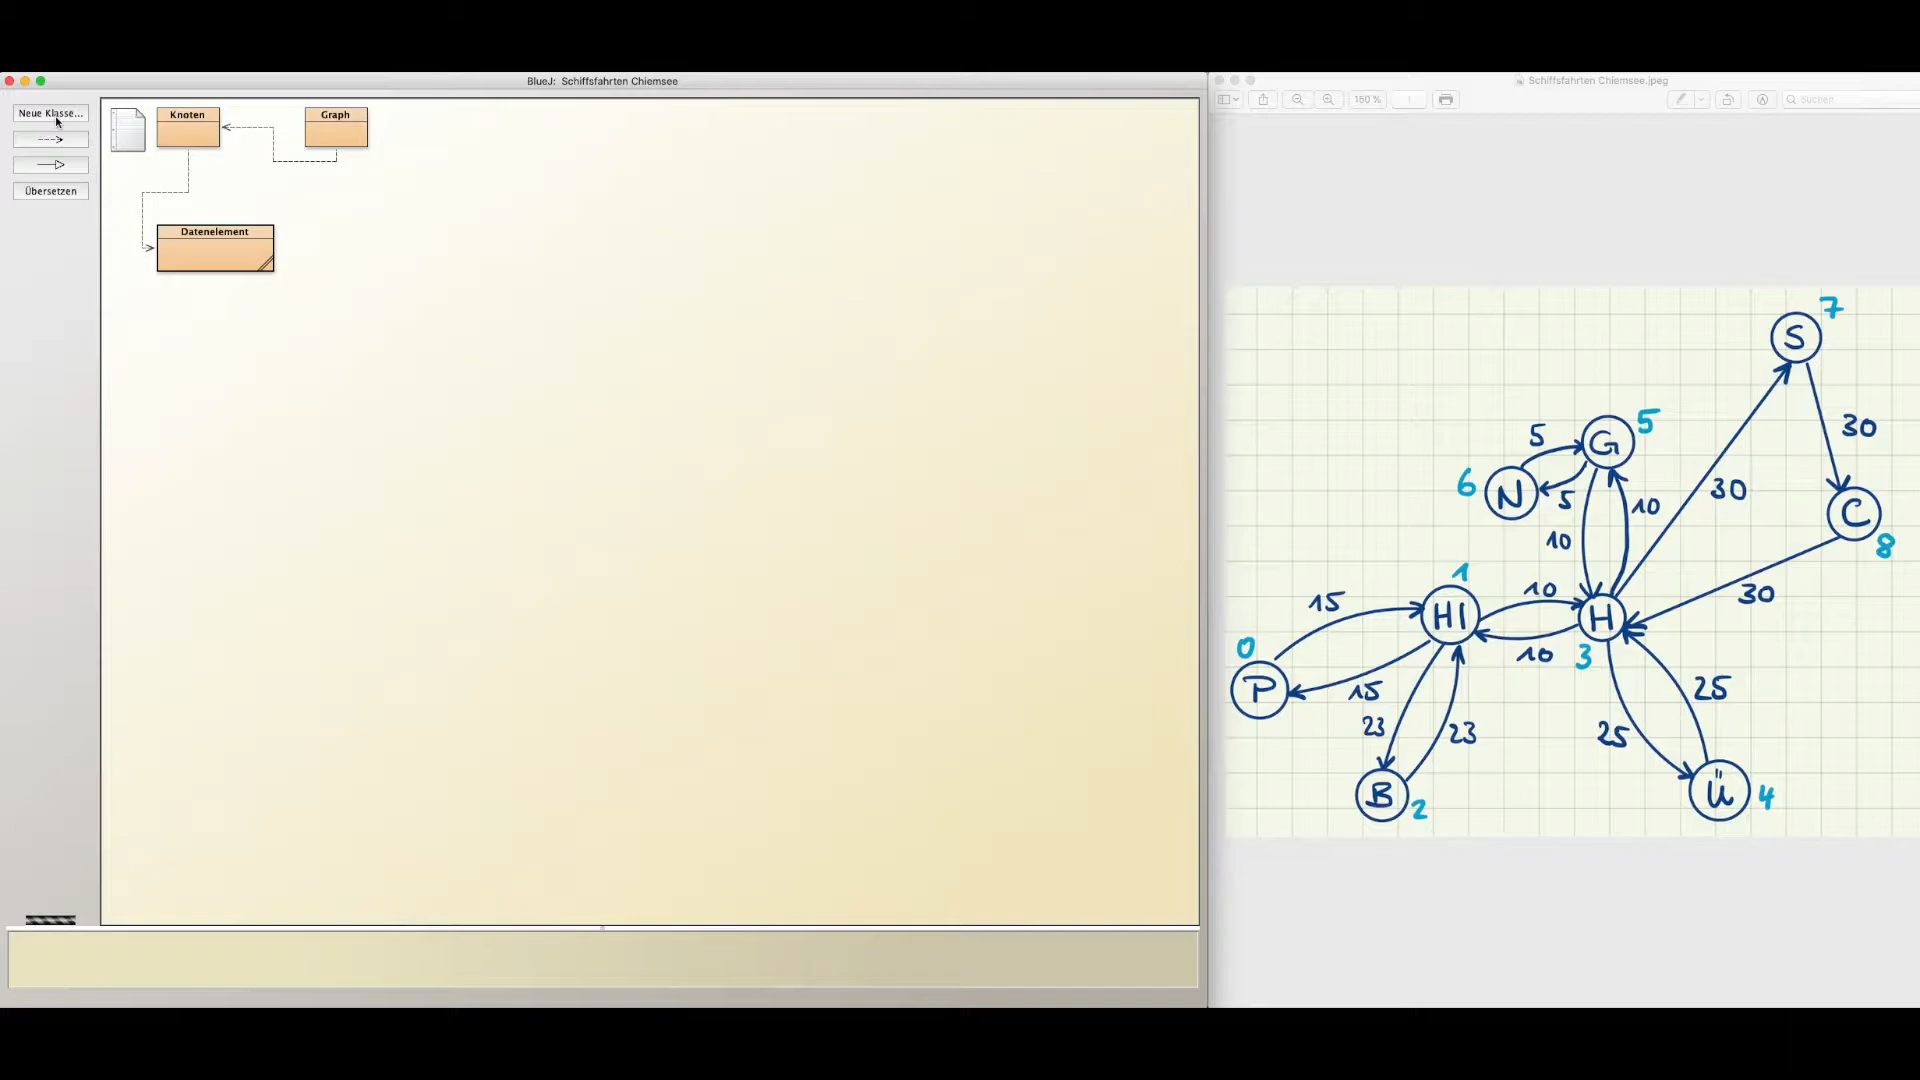 BlueJ: Schiffsfahrten Chiemsee
Neue Klasse...
Übersetzen
Knoten
Graph
Datenelement
Schiffsfahrten Chiemsee.jpeg
150 %
1
Suchen
7
S
30
5
G
5
6
N
5
10
30
C
8
10
1
15
HI
10
H
30
0
P
10
3
15
25
23
23
25
B
2
Ü
4